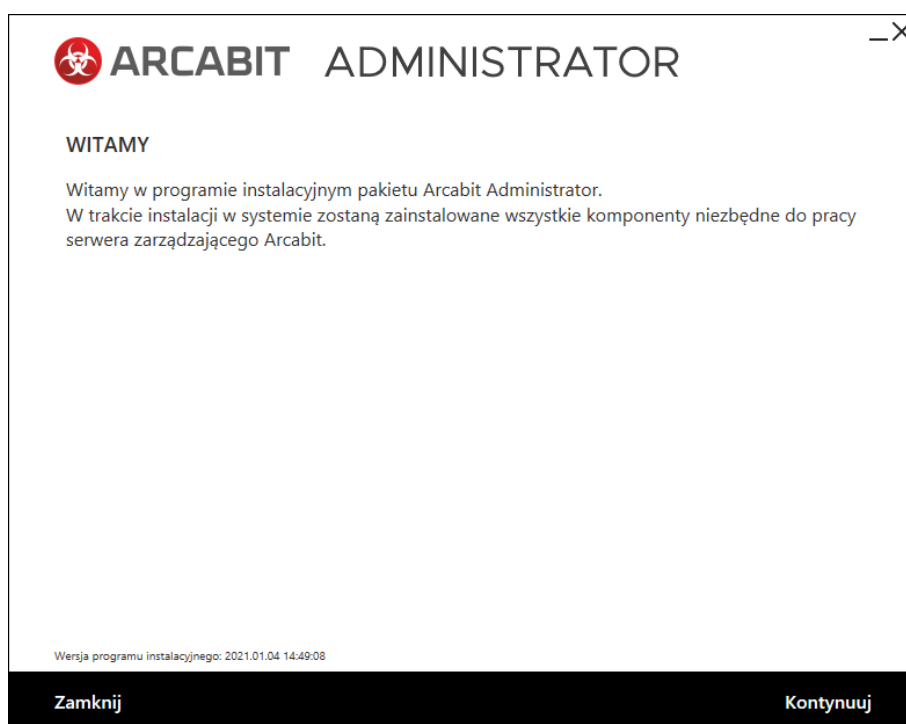 ARCABIT ADMINISTRATOR
WITAMY
Witamy w programie instalacyjnym pakietu Arcabit Administrator.
W trakcie instalacji w systemie zostaną zainstalowane wszystkie komponenty niezbędne do pracy
serwera zarządzającego Arcabit.
Wersja programu instalacyjnego: 2021.01.04 14:49:08
Zamknij Kontynuuj